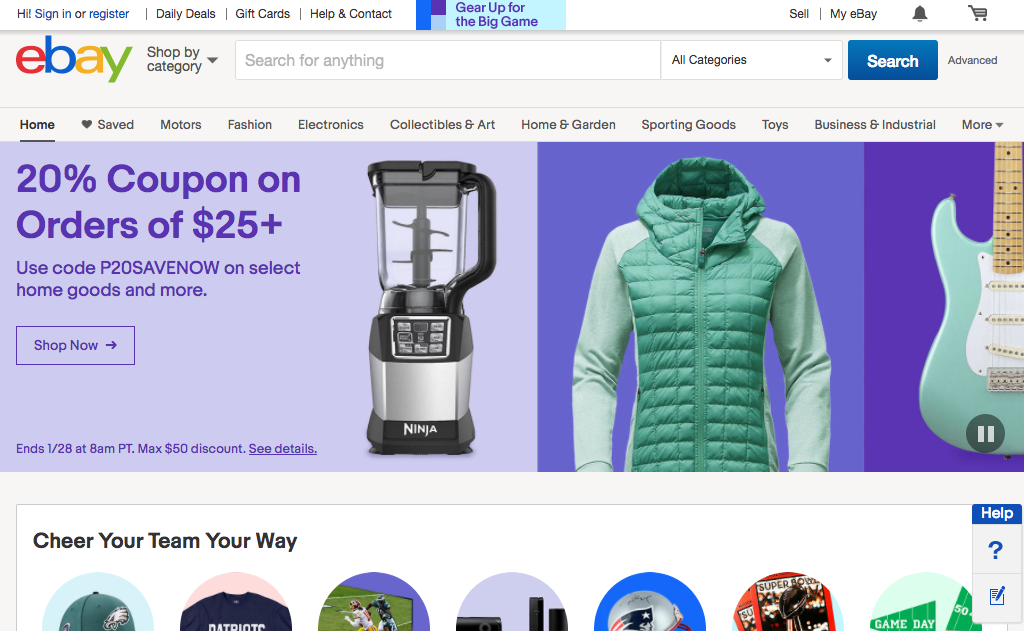 Hi! Sign in or register
Daily Deals
Gift Cards
Help & Contact
Gear Up for
the Big Game
Sell
My eBay
ebay
Shop by
category
Search for anything
All Categories
Search
Advanced
Home
Saved
Motors
Fashion
Electronics
Collectibles & Art
Home & Garden
Sporting Goods
Toys
Business & Industrial
More
20% Coupon on
Orders of $25+
Use code P20SAVENOW on select
home goods and more.
Shop Now
NINJA
Ends 1/28 at 8am PT. Max $50 discount. See details.
Help
?
Cheer Your Team Your Way
PATRIOTS
SUPER BOWL
GAME DAY
50